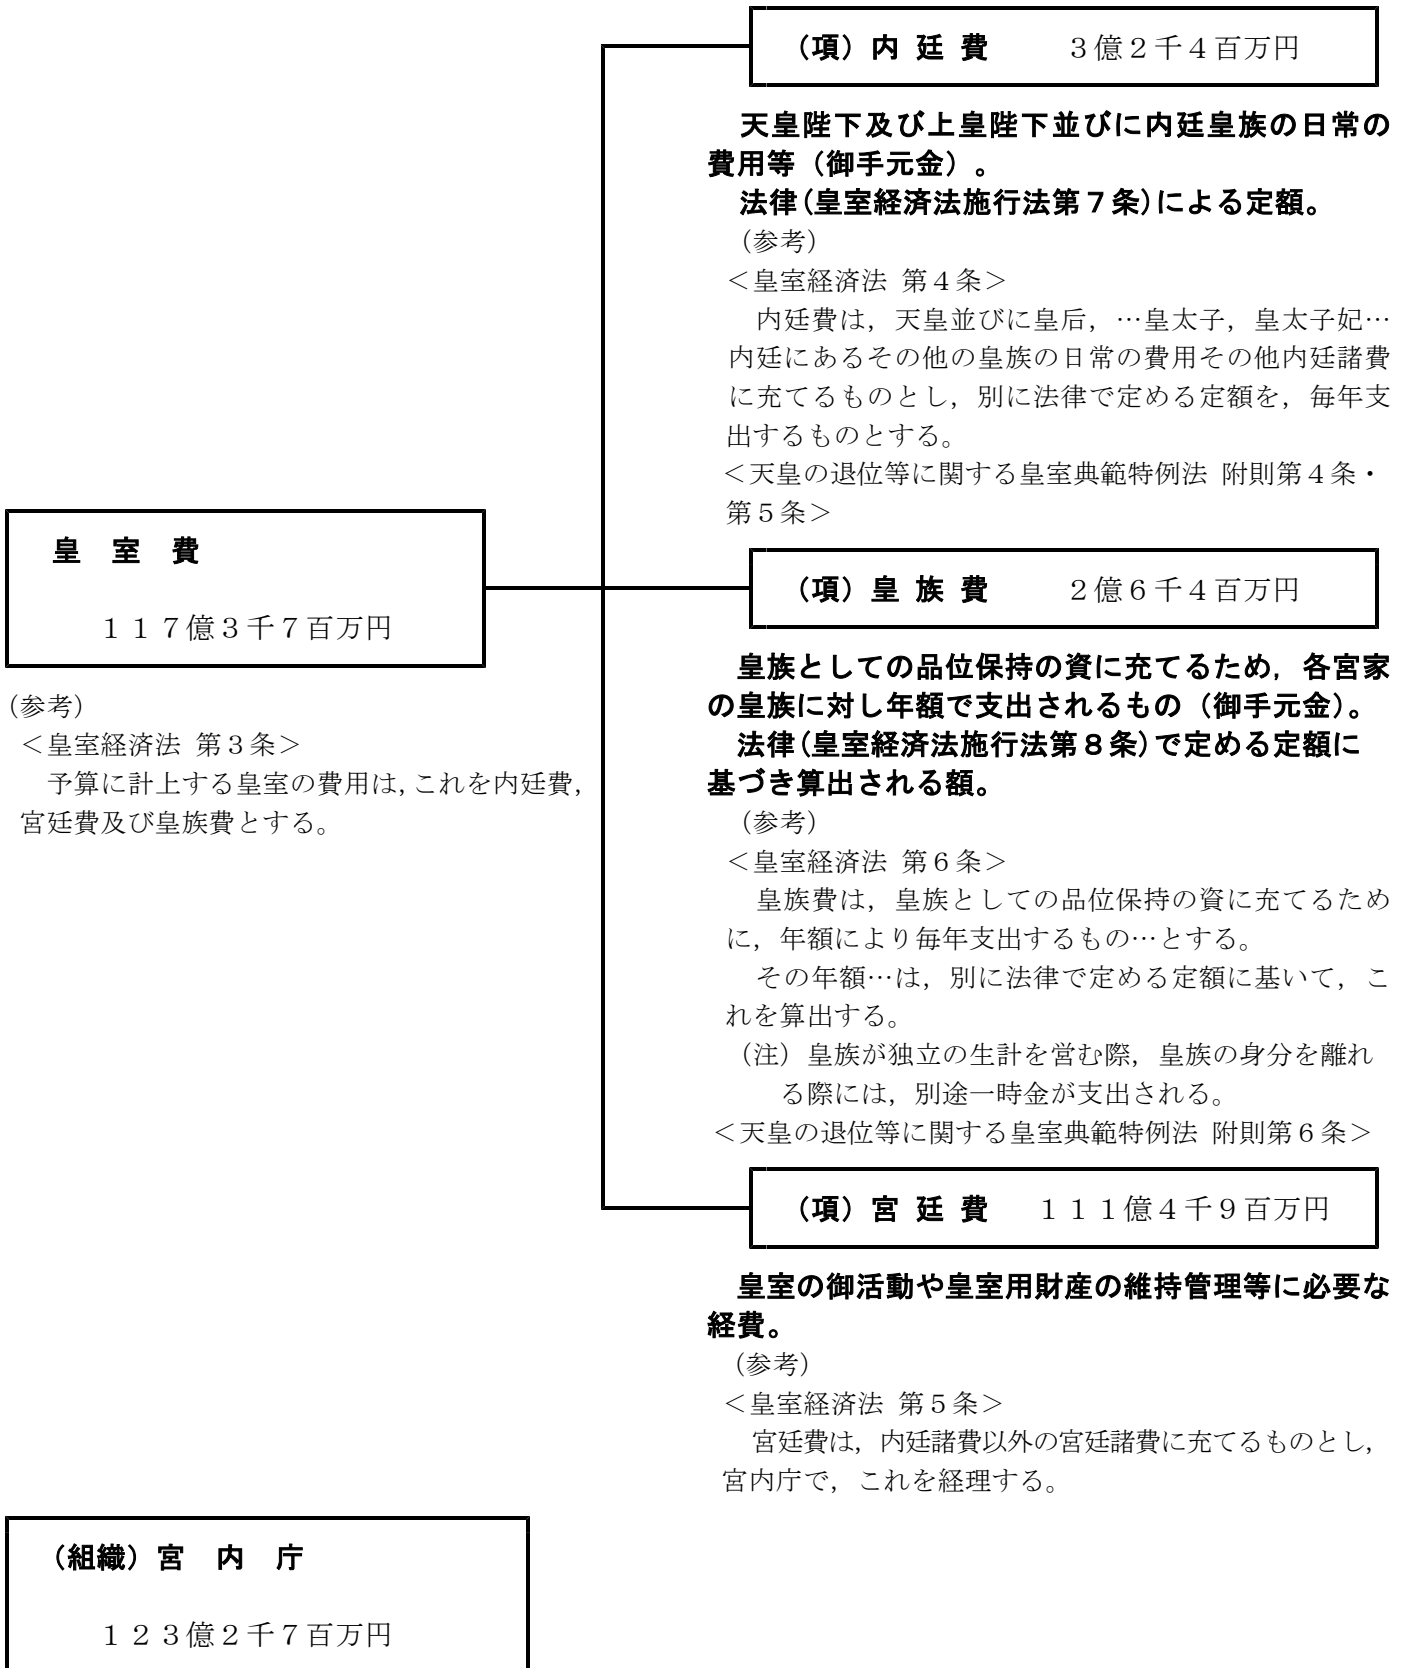 （項）内 廷 費　　３億２千４百万円
天皇陛下及び上皇陛下並びに内廷皇族の日常の
費用等（御手元金）。
法律(皇室経済法施行法第７条)による定額。
（参考）
＜皇室経済法 第４条＞
内廷費は，天皇並びに皇后，…皇太子，皇太子妃…
内廷にあるその他の皇族の日常の費用その他内廷諸費
に充てるものとし，別に法律で定める定額を，毎年支
出するものとする。
＜天皇の退位等に関する皇室典範特例法 附則第４条・
第５条＞
皇　室　費
１１７億３千７百万円
（参考）
＜皇室経済法 第３条＞
予算に計上する皇室の費用は,これを内廷費，
宮廷費及び皇族費とする。
（項）皇 族 費　　２億６千４百万円
皇族としての品位保持の資に充てるため，各宮家
の皇族に対し年額で支出されるもの（御手元金)。
法律(皇室経済法施行法第８条)で定める定額に
基づき算出される額。
（参考）
＜皇室経済法 第６条＞
皇族費は，皇族としての品位保持の資に充てるため
に，年額により毎年支出するもの…とする。
その年額…は，別に法律で定める定額に基いて，こ
れを算出する。
（注）皇族が独立の生計を営む際，皇族の身分を離れ
る際には，別途一時金が支出される。
＜天皇の退位等に関する皇室典範特例法 附則第６条＞
（項）宮 廷 費　１１１億４千９百万円
皇室の御活動や皇室用財産の維持管理等に必要な
経費。
（参考）
＜皇室経済法 第５条＞
宮廷費は，内廷諸費以外の宮廷諸費に充てるものとし，
宮内庁で，これを経理する。
（組織）宮　内　庁
１２３億２千７百万円